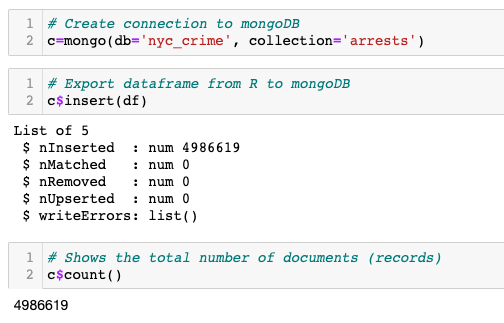 1 # Create connection to mongoDB
2 c=mongo(db='nyc_crime', collection='arrests')
1 # Export dataframe from R to mongoDB
2 c$insert(df)
List of 5
 $ nInserted  : num 4986619
 $ nMatched   : num 0
 $ nRemoved   : num 0
 $ nUpserted  : num 0
 $ writeErrors: list()
1 # Shows the total number of documents (records)
2 c$count()
4986619